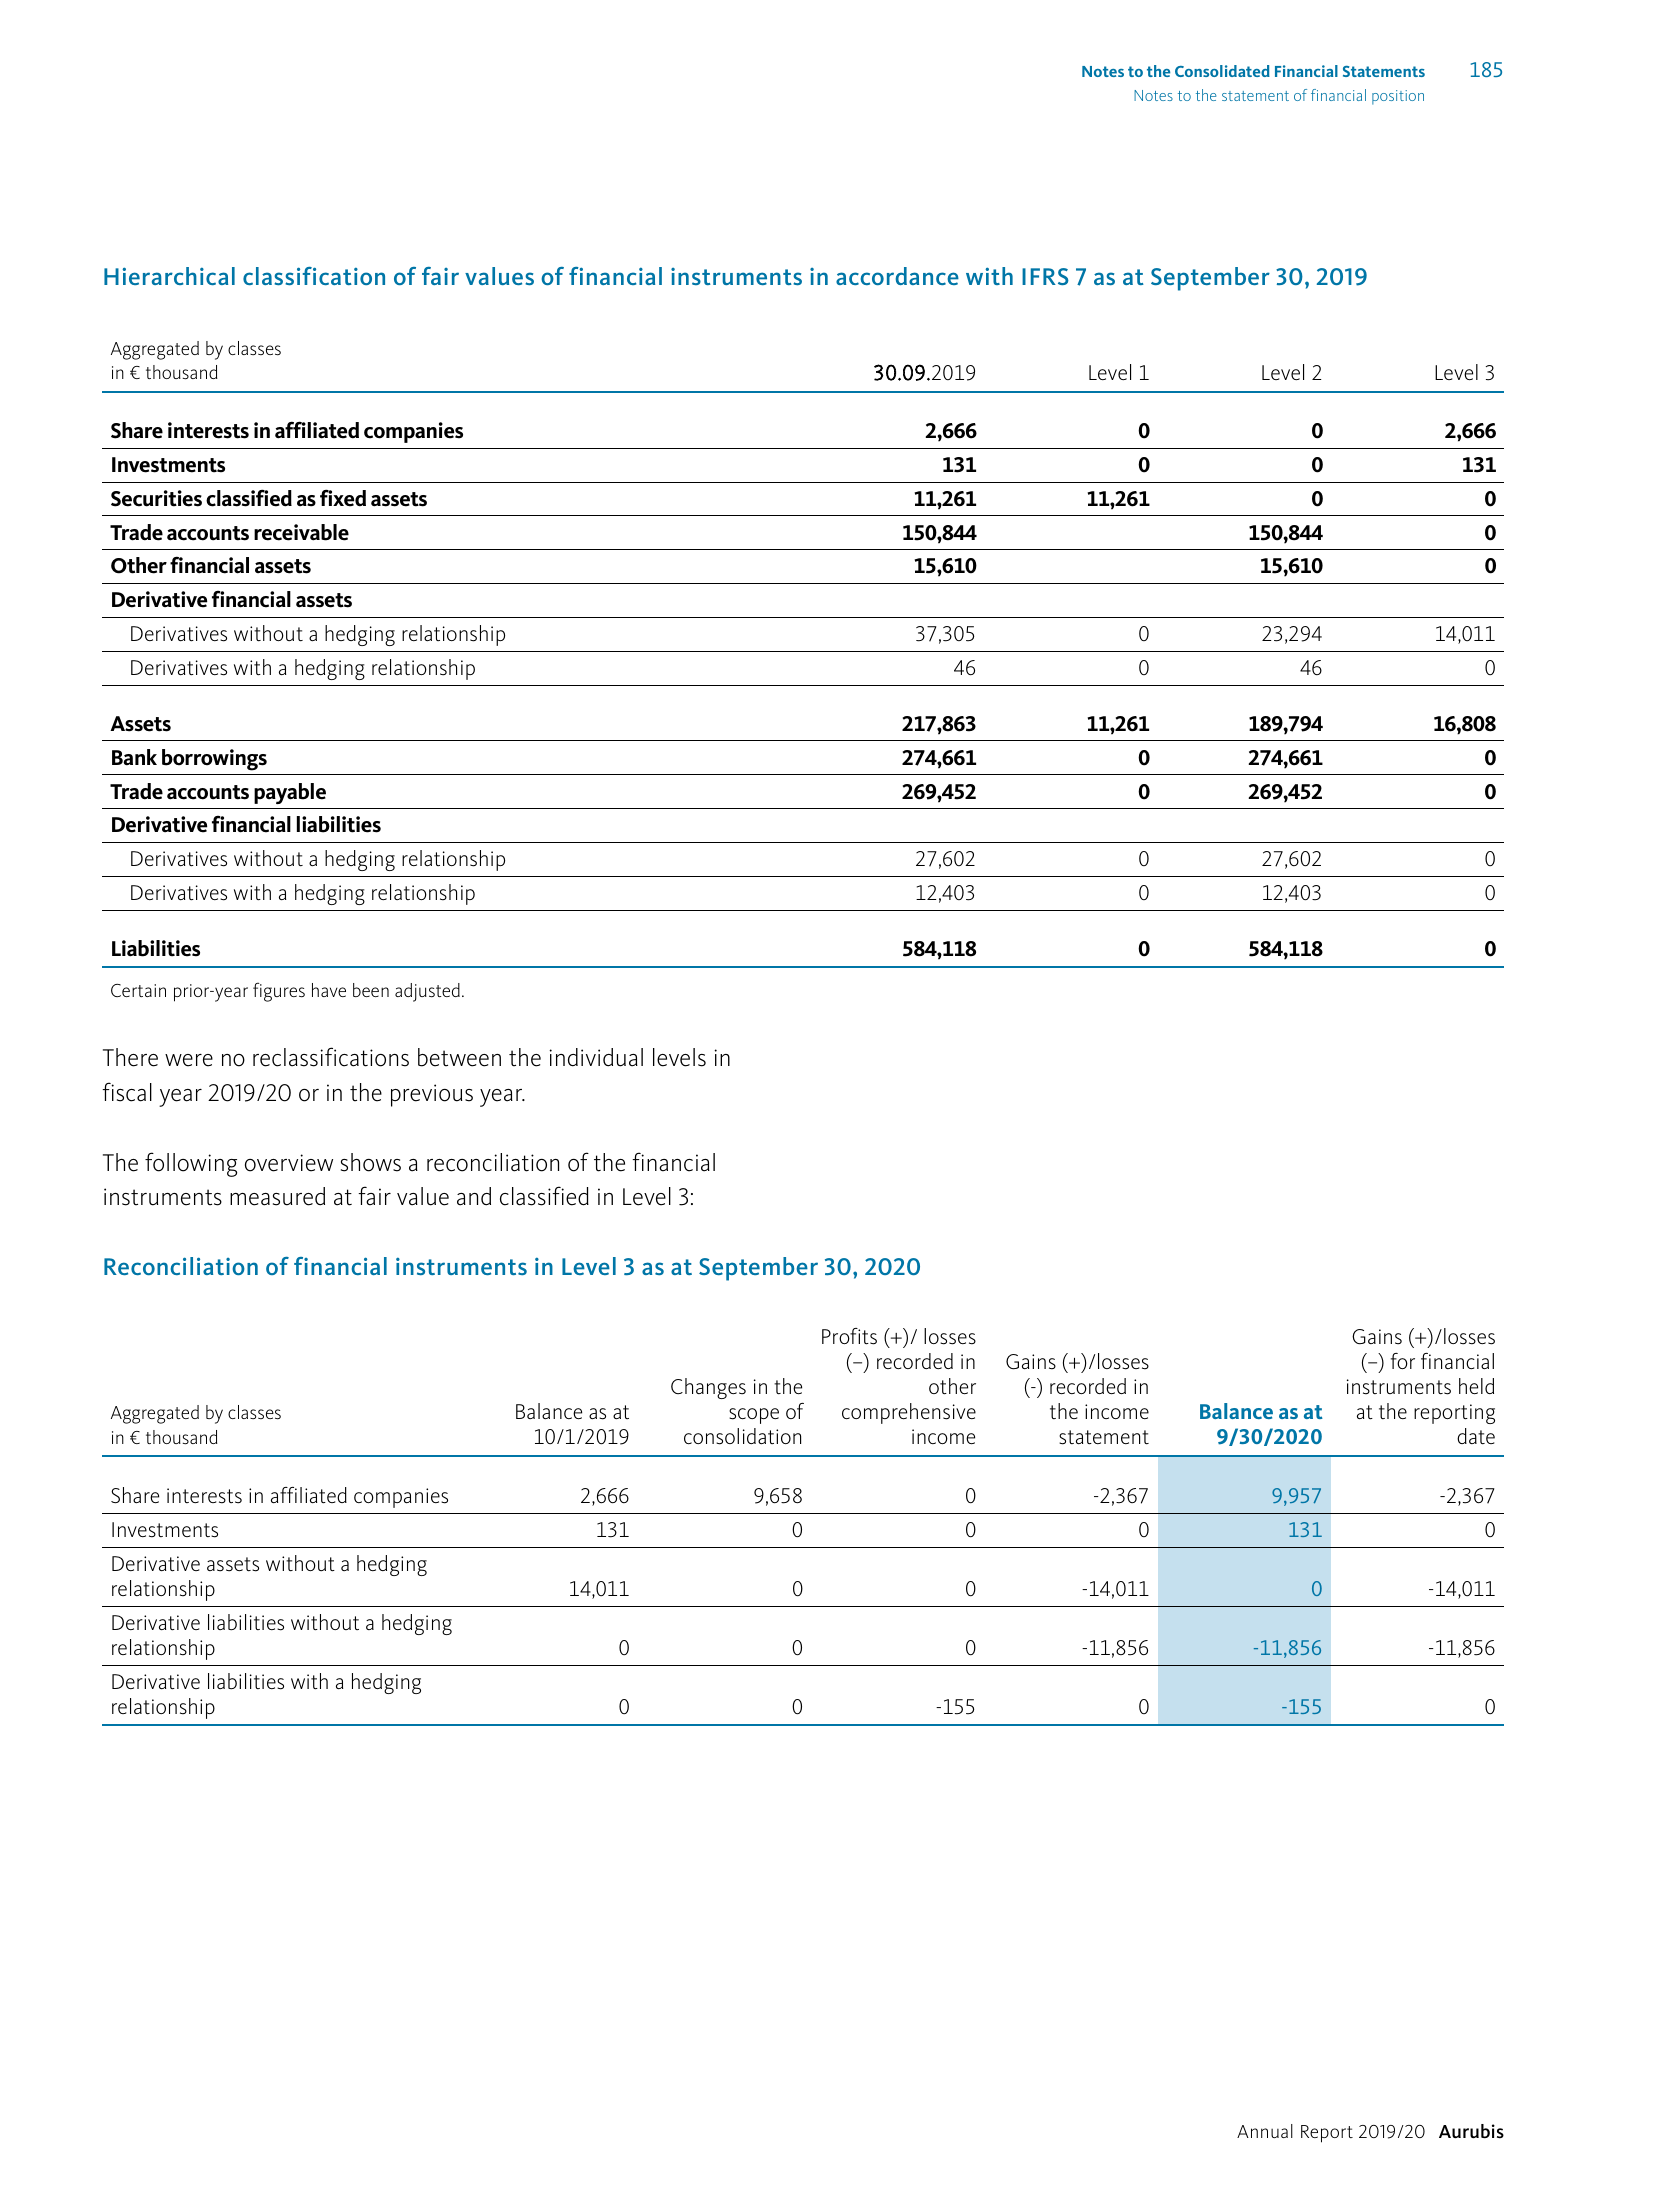 Notes to the Consolidated Financial Statements 185
Notes to the statement of financial position
Hierarchical classification of fair values of financial instruments in accordance with IFRS 7 as at September 30, 2019
Aggregated by classes
in € thousand 30.09.2019 Level 1 Level 2 Level 3
Share interests in affiliated companies 2,666 0 0 2,666
Investments 131 0 0 131
Securities classified as fixed assets 11,261 11,261 0 0
Trade accounts receivable 150,844 150,844 0
Other financial assets 15,610 15,610 0
Derivative financial assets
Derivatives without a hedging relationship 37,305 0 23,294 14,011
Derivatives with a hedging relationship 46 0 46 0
Assets 217,863 11,261 189,794 16,808
Bank borrowings 274,661 0 274,661 0
Trade accounts payable 269,452 0 269,452 0
Derivative financial liabilities
Derivatives without a hedging relationship 27,602 0 27,602 0
Derivatives with a hedging relationship 12,403 0 12,403 0
Liabilities 584,118 0 584,118 0
Certain prior-year figures have been adjusted.
There were no reclassifications between the individual levels in
fiscal year 2019/20 or in the previous year.
The following overview shows a reconciliation of the financial
instruments measured at fair value and classified in Level 3:
Reconciliation of financial instruments in Level 3 as at September 30, 2020
Profits (+)/ losses Gains (+)/losses
(–) recorded in Gains (+)/losses (–) for financial
Changes in the other (-) recorded in instruments held
Aggregated by classes Balance as at scope of comprehensive the income Balance as at at the reporting
in € thousand 10/1/2019 consolidation income statement 9/30/2020 date
Share interests in affiliated companies 2,666 9,658 0 -2,367 9,957 -2,367
Investments 131 0 0 0 131 0
Derivative assets without a hedging
relationship 14,011 0 0 -14,011 0 -14,011
Derivative liabilities without a hedging
relationship 0 0 0 -11,856 -11,856 -11,856
Derivative liabilities with a hedging
relationship 0 0 -155 0 -155 0
Annual Report 2019/20 Aurubis